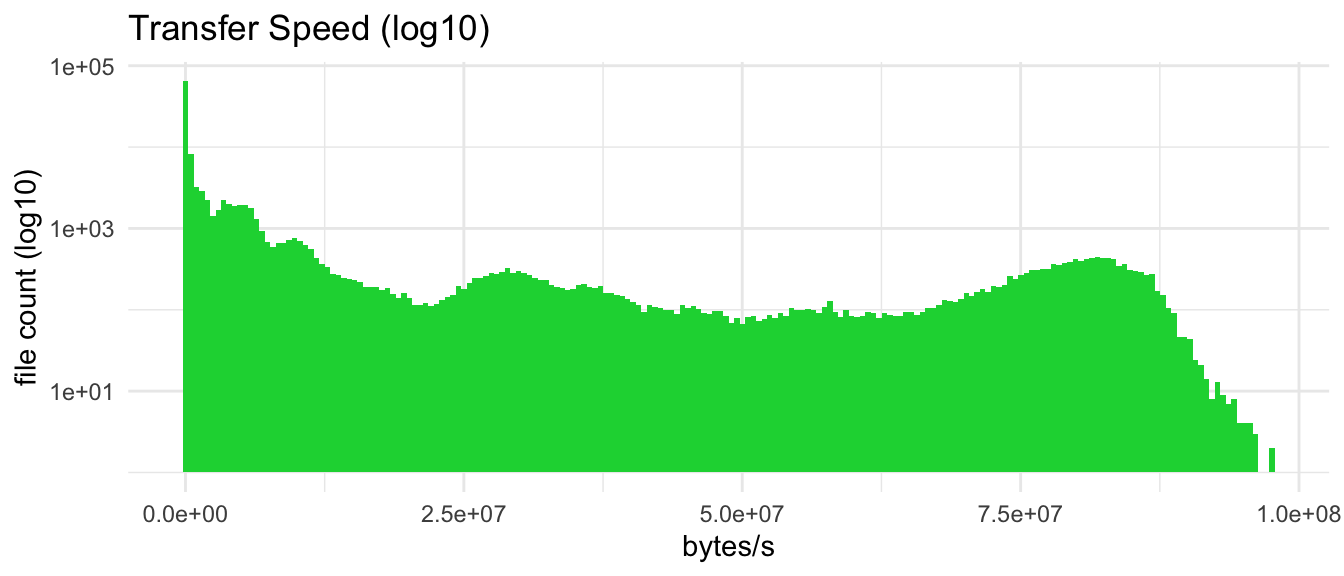 Transfer Speed (log10)
1e+05
1e+03
1e+01
file count (log10)
0.0e+00 2.5e+07 5.0e+07 7.5e+07 1.0e+08
bytes/s